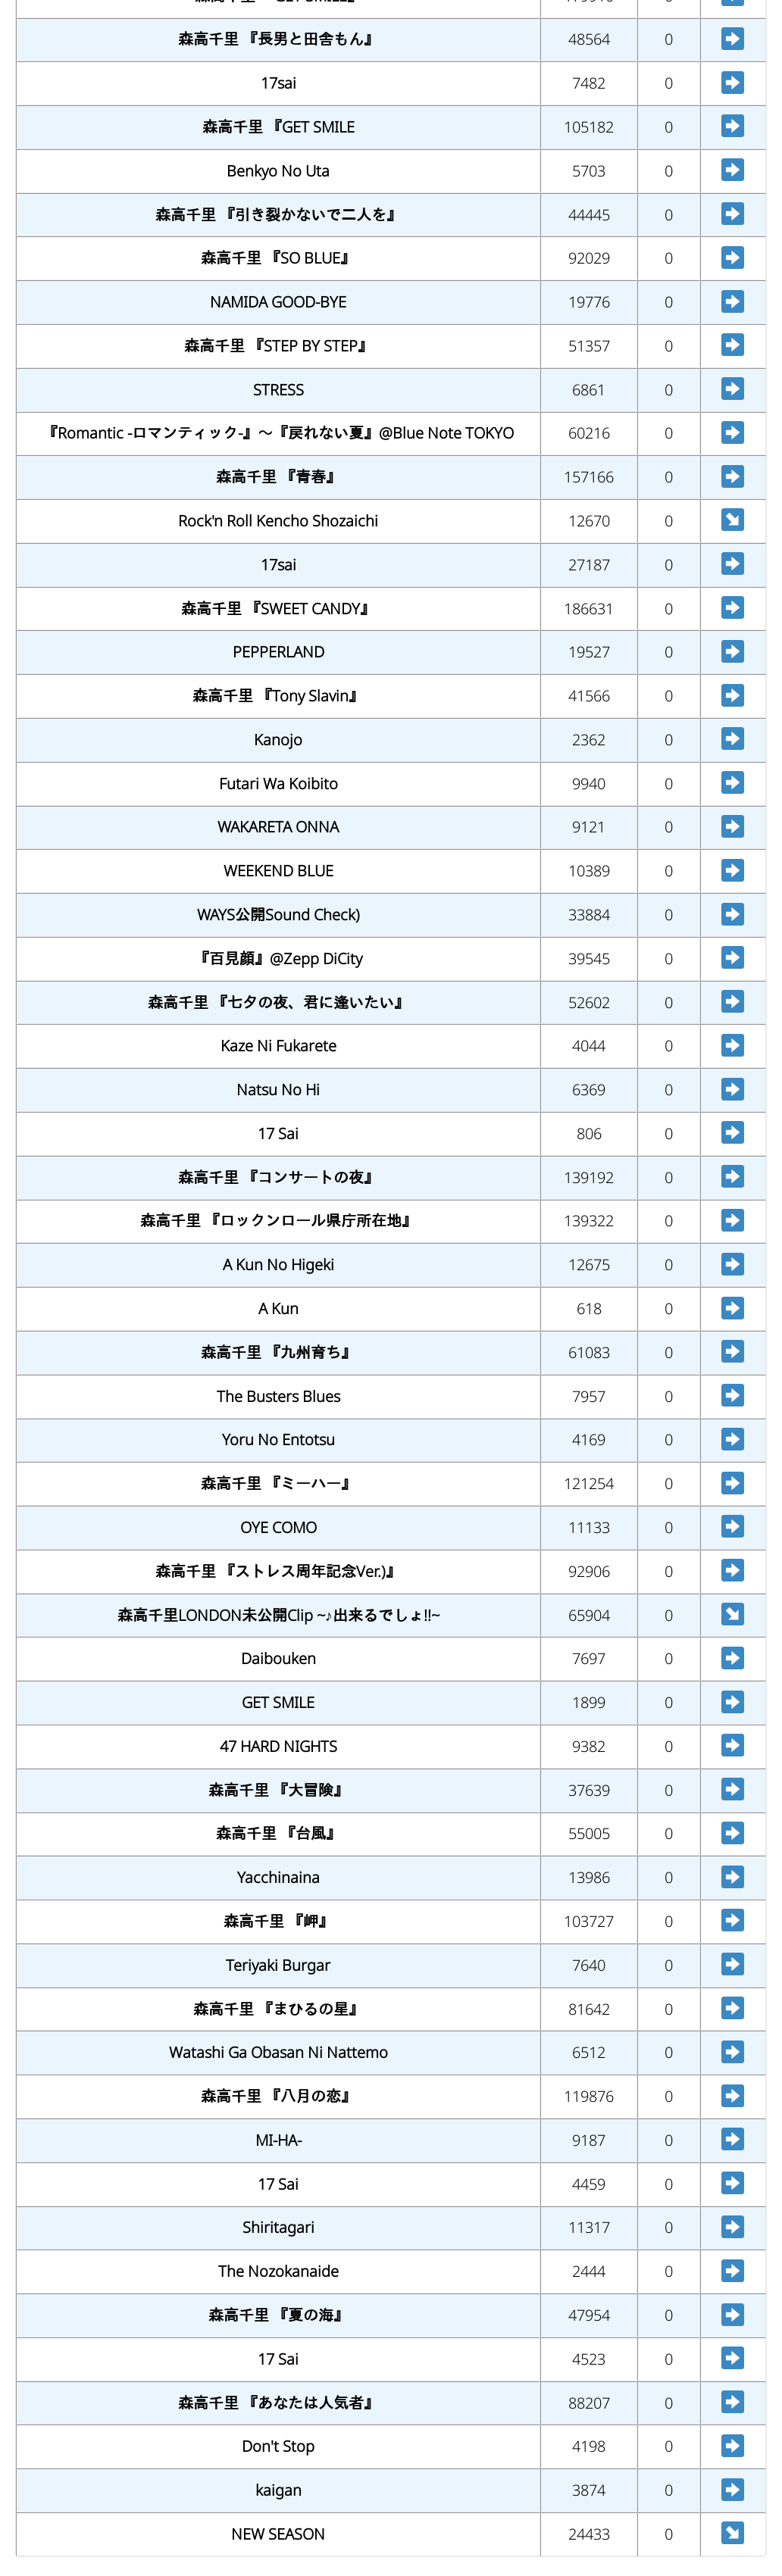 森高千里 『長男と田舎もん』 48564 0
17sai 7482 0
森高千里 『GET SMILE 105182 0
Benkyo No Uta 5703 0
森高千里 『引き裂かないで二人を』 44445 0
森高千里 『SO BLUE』 92029 0
NAMIDA GOOD-BYE 19776 0
森高千里 『STEP BY STEP』 51357 0
STRESS 6861 0
『Romantic -ロマンティック-』～『戻れない夏』@Blue Note TOKYO 60216 0
森高千里 『青春』 157166 0
Rock'n Roll Kencho Shozaichi 12670 0
17sai 27187 0
森高千里 『SWEET CANDY』 186631 0
PEPPERLAND 19527 0
森高千里 『Tony Slavin』 41566 0
Kanojo 2362 0
Futari Wa Koibito 9940 0
WAKARETA ONNA 9121 0
WEEKEND BLUE 10389 0
WAYS公開Sound Check) 33884 0
『百見顔』@Zepp DiCity 39545 0
森高千里 『七夕の夜、君に逢いたい』 52602 0
Kaze Ni Fukarete 4044 0
Natsu No Hi 6369 0
17 Sai 806 0
森高千里 『コンサートの夜』 139192 0
森高千里 『ロックンロール県庁所在地』 139322 0
A Kun No Higeki 12675 0
A Kun 618 0
森高千里 『九州育ち』 61083 0
The Busters Blues 7957 0
Yoru No Entotsu 4169 0
森高千里 『ミーハー』 121254 0
OYE COMO 11133 0
森高千里 『ストレス周年記念Ver.)』 92906 0
森高千里LONDON未公開Clip ~♪出来るでしょ!!~ 65904 0
Daibouken 7697 0
GET SMILE 1899 0
47 HARD NIGHTS 9382 0
森高千里 『大冒険』 37639 0
森高千里 『台風』 55005 0
Yacchinaina 13986 0
森高千里 『岬』 103727 0
Teriyaki Burgar 7640 0
森高千里 『まひるの星』 81642 0
Watashi Ga Obasan Ni Nattemo 6512 0
森高千里 『八月の恋』 119876 0
MI-HA- 9187 0
17 Sai 4459 0
Shiritagari 11317 0
The Nozokanaide 2444 0
森高千里 『夏の海』 47954 0
17 Sai 4523 0
森高千里 『あなたは人気者』 88207 0
Don't Stop 4198 0
kaigan 3874 0
NEW SEASON 24433 0